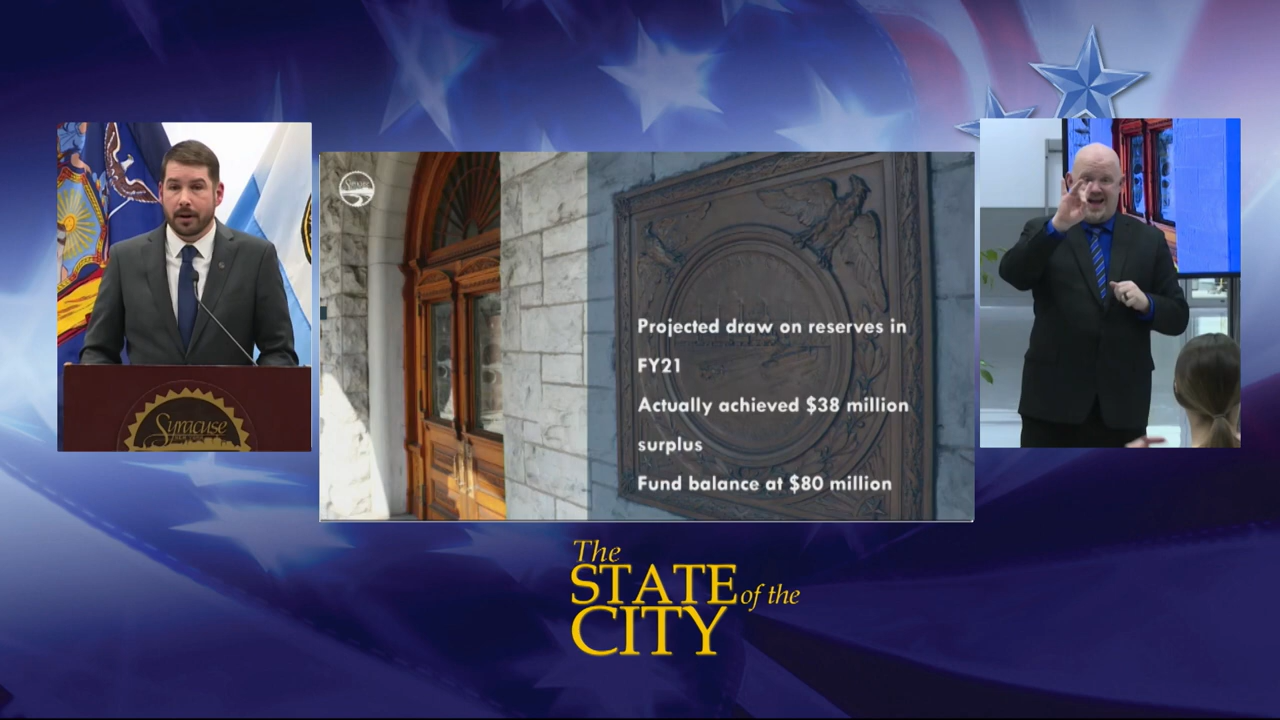 Syracuse
Syracuse
Projected draw on reserves in
FY21
Actually achieved $38 million
surplus
Fund balance at $80 million
The
STATE of the
CITY